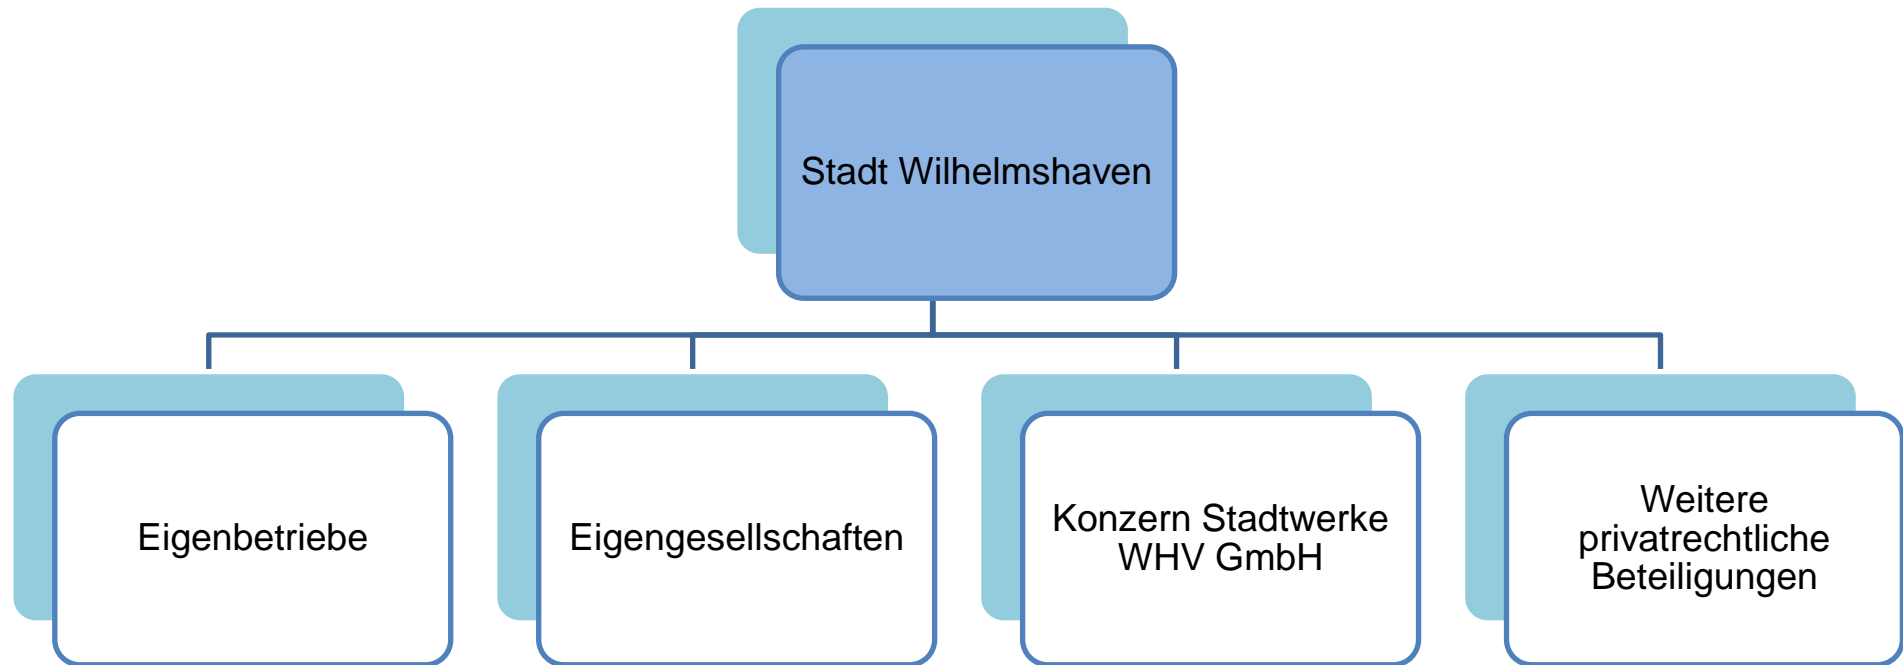 Stadt Wilhelmshaven
Eigenbetriebe
Eigengesellschaften
Konzern Stadtwerke
WHV GmbH
Weitere
privatrechtliche
Beteiligungen